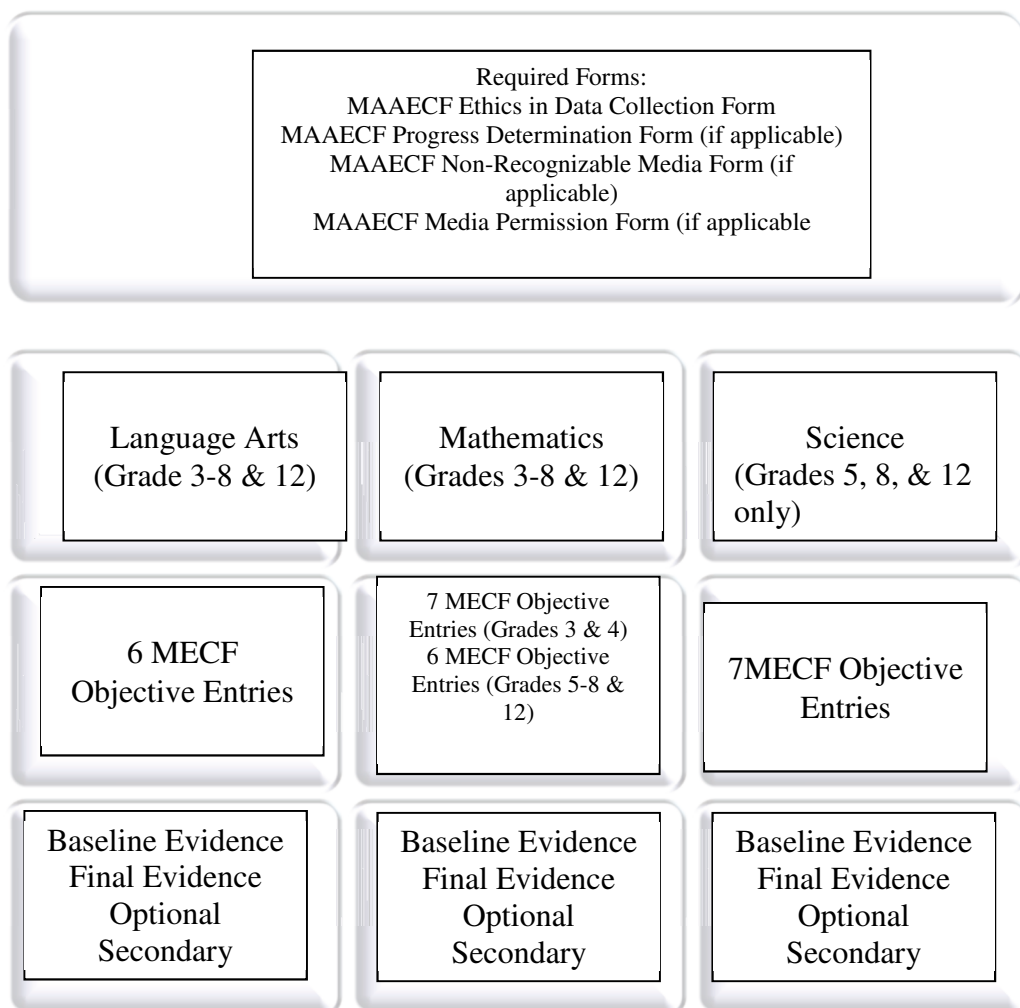 Required Forms:
MAAECF Ethics in Data Collection Form
MAAECF Progress Determination Form (if applicable)
MAAECF Non-Recognizable Media Form (if
applicable)
MAAECF Media Permission Form (if applicable
Language Arts
(Grade 3-8 & 12)
Mathematics
(Grades 3-8 & 12)
Science
(Grades 5, 8, & 12
only)
6 MECF
Objective Entries
7 MECF Objective
Entries (Grades 3 & 4)
6 MECF Objective
Entries (Grades 5-8 &
12)
7MECF Objective
Entries
Baseline Evidence
Final Evidence
Optional
Secondary
Baseline Evidence
Final Evidence
Optional
Secondary
Baseline Evidence
Final Evidence
Optional
Secondary